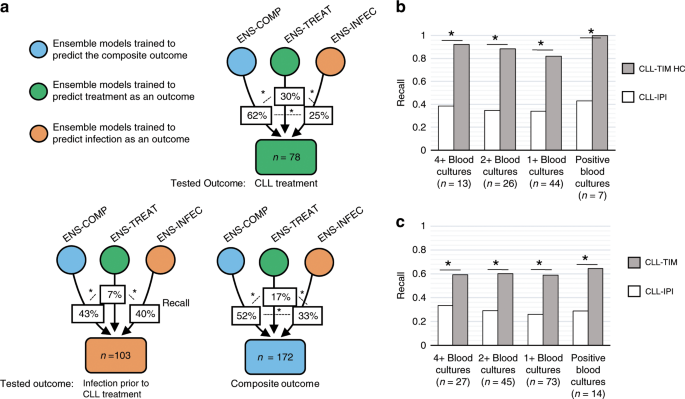 a
Ensemble models trained to
predict the composite outcome
Ensemble models trained to
predict treatment as an outcome
Ensemble models trained to
predict infection as an outcome
ENS-COMP
ENS-TREAT
ENS-INFEC
30%
*
*
*
62%
25%
n = 78
Tested Outcome: CLL treatment
ENS-COMP
ENS-TREAT
ENS-INFEC
7%
*
Recall
43%
40%
n =103
Tested outcome: Infection prior to
CLL treatment
ENS-COMP
ENS-TREAT
ENS-INFEC
17%
*
*
*
52%
33%
n = 172
Composite outcome
b
Recall
1
0.8
0.6
0.4
0.2
0
*
*
*
*
4+ Blood
cultures
(n = 13)
2+ Blood
cultures
(n = 26)
1+ Blood
cultures
(n = 44)
Positive
blood
cultures
(n = 7)
CLL-TIM HC
CLL-IPI
c
Recall
1
0.8
0.6
0.4
0.2
0
*
*
*
*
4+ Blood
cultures
(n = 27)
2+ Blood
cultures
(n = 45)
1+ Blood
cultures
(n = 73)
Positive
blood
cultures
(n = 14)
CLL-TIM
CLL-IPI